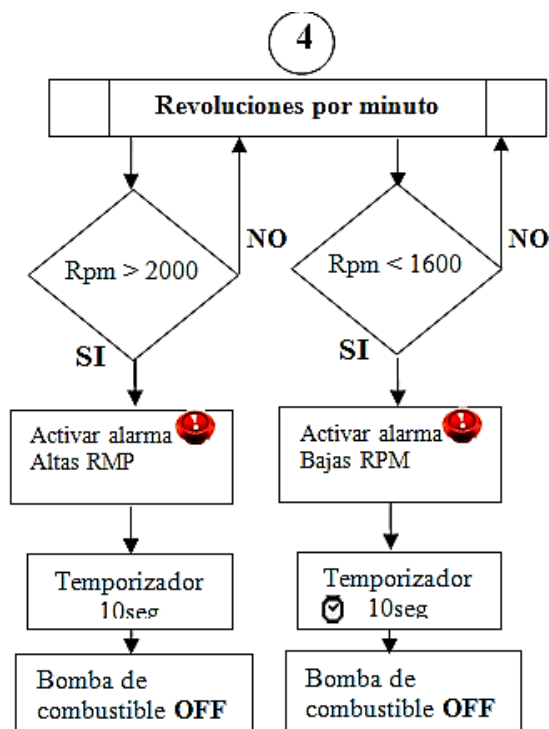 4
Revoluciones por minuto
Rpm > 2000
NO
SI
Activar alarma
Altas RMP
Temporizador
10seg
Bomba de
combustible OFF
Rpm < 1600
NO
SI
Activar alarma
Bajas RPM
Temporizador
10seg
Bomba de
combustible OFF